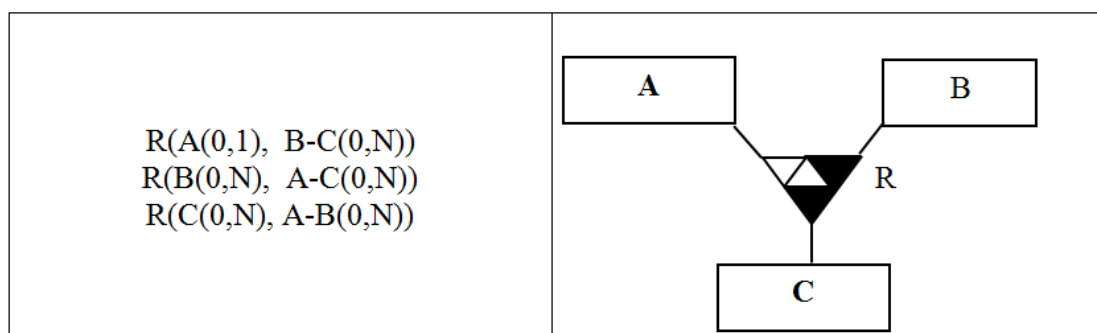 R(A(0,1), B-C(0,N))
R(B(0,N), A-C(0,N))
R(C(0,N), A-B(0,N))
A
B
R
C